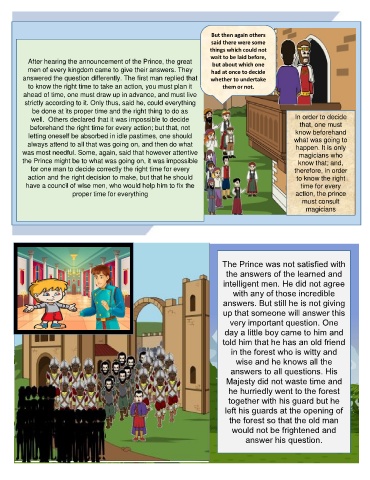 After hearing the announcement of the Prince, the great
men of every kingdom came to give their answers. They
answered the question differently. The first man replied that
to know the right time to take an action, you must plan it
ahead of time, one must draw up in advance, and must live
strictly according to it. Only thus, said he, could everything
be done at its proper time and the right thing to do as
well.  Others declared that it was impossible to decide
beforehand the right time for every action; but that, not
letting oneself be absorbed in idle pastimes, one should
always attend to all that was going on, and then do what
was most needful. Some, again, said that however attentive
the Prince might be to what was going on, it was impossible
for one man to decide correctly the right time for every
action and the right decision to make, but that he should
have a council of wise men, who would help him to fix the
proper time for everything
But then again others
said there were some
things which could not
wait to be laid before,
but about which one
had at once to decide
whether to undertake
them or not.
In order to decide
that, one must
know beforehand
what was going to
happen. It is only
magicians who
know that; and,
therefore, in order
to know the right
time for every
action, the prince
must consult
magicians
The Prince was not satisfied with
the answers of the learned and
intelligent men. He did not agree
with any of those incredible
answers. But still he is not giving
up that someone will answer this
very important question. One
day a little boy came to him and
told him that he has an old friend
in the forest who is witty and
wise and he knows all the
answers to all questions. His
Majesty did not waste time and
he hurriedly went to the forest
together with his guard but he
left his guards at the opening of
the forest so that the old man
would not be frightened and
answer his question.